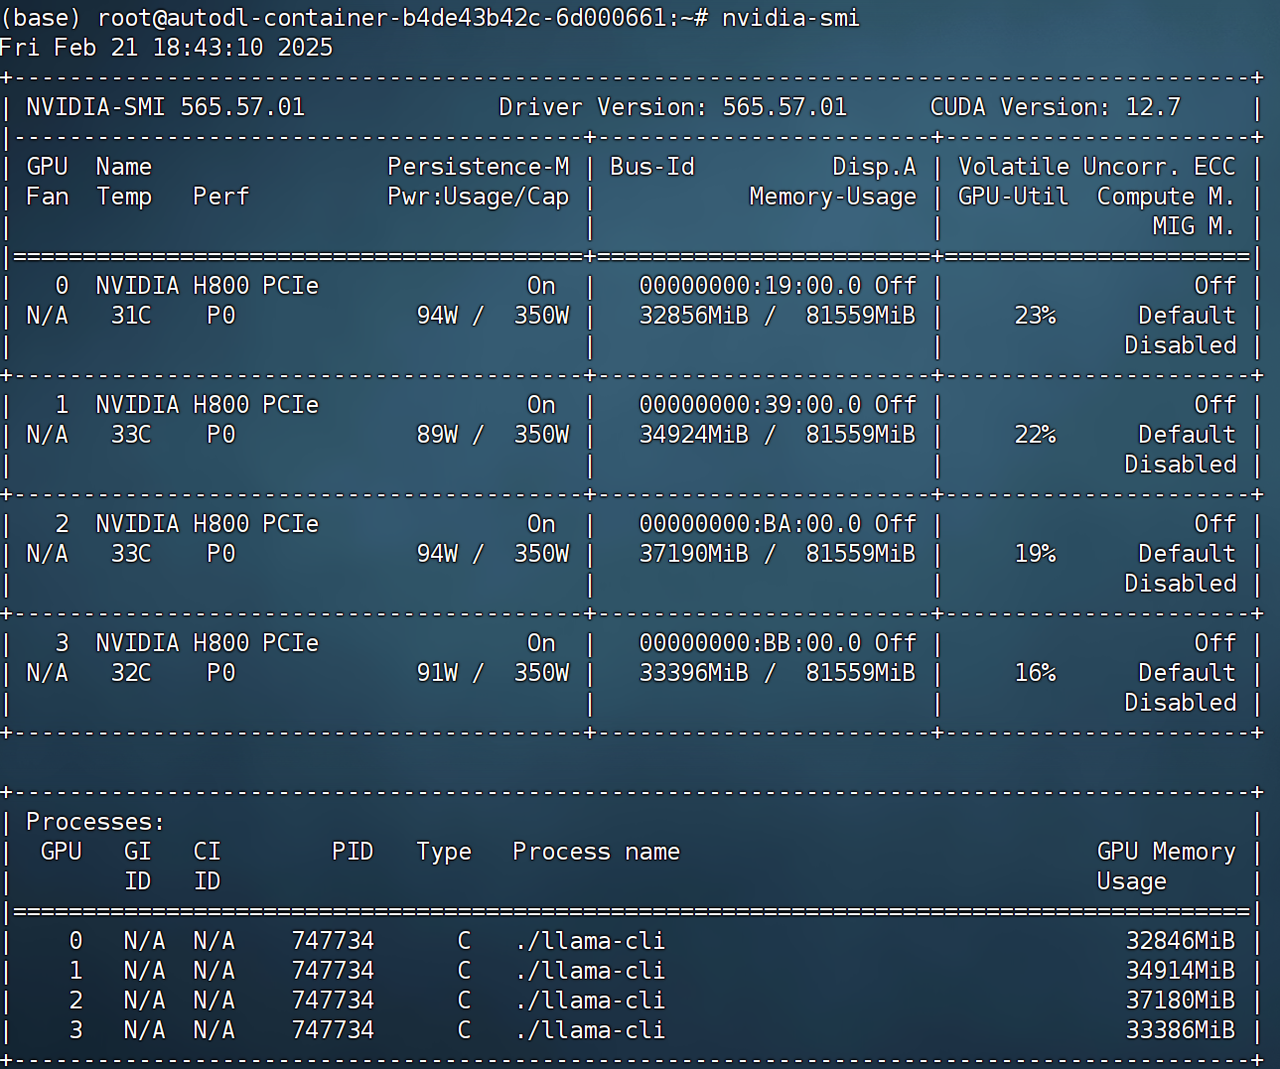 (base) root@autodl-container-b4de43b42c-6d000661:~# nvidia-smi
Fri Feb 21 18:43:10 2025
+-----------------------------------------------------------------------------------------+
| NVIDIA-SMI 565.57.01              Driver Version: 565.57.01      CUDA Version: 12.7     |
|-----------------------------------------+------------------------+----------------------+
| GPU  Name                 Persistence-M | Bus-Id          Disp.A | Volatile Uncorr. ECC |
| Fan  Temp   Perf          Pwr:Usage/Cap |           Memory-Usage | GPU-Util  Compute M. |
|                                         |                        |               MIG M. |
|=========================================+========================+======================|
|   0  NVIDIA H800 PCIe               On  |   00000000:19:00.0 Off |                  Off |
| N/A   31C    P0             94W /  350W |   32856MiB /  81559MiB |     23%      Default |
|                                         |                        |             Disabled |
+-----------------------------------------+------------------------+----------------------+
|   1  NVIDIA H800 PCIe               On  |   00000000:39:00.0 Off |                  Off |
| N/A   33C    P0             89W /  350W |   34924MiB /  81559MiB |     22%      Default |
|                                         |                        |             Disabled |
+-----------------------------------------+------------------------+----------------------+
|   2  NVIDIA H800 PCIe               On  |   00000000:BA:00.0 Off |                  Off |
| N/A   33C    P0             94W /  350W |   37190MiB /  81559MiB |     19%      Default |
|                                         |                        |             Disabled |
+-----------------------------------------+------------------------+----------------------+
|   3  NVIDIA H800 PCIe               On  |   00000000:BB:00.0 Off |                  Off |
| N/A   32C    P0             91W /  350W |   33396MiB /  81559MiB |     16%      Default |
|                                         |                        |             Disabled |
+-----------------------------------------+------------------------+----------------------+

+-----------------------------------------------------------------------------------------+
| Processes:                                                                              |
|  GPU   GI   CI        PID   Type   Process name                              GPU Memory |
|        ID   ID                                                               Usage      |
|=========================================================================================|
|    0   N/A  N/A    747734      C   ./llama-cli                                 32846MiB |
|    1   N/A  N/A    747734      C   ./llama-cli                                 34914MiB |
|    2   N/A  N/A    747734      C   ./llama-cli                                 37180MiB |
|    3   N/A  N/A    747734      C   ./llama-cli                                 33386MiB |
+-----------------------------------------------------------------------------------------+